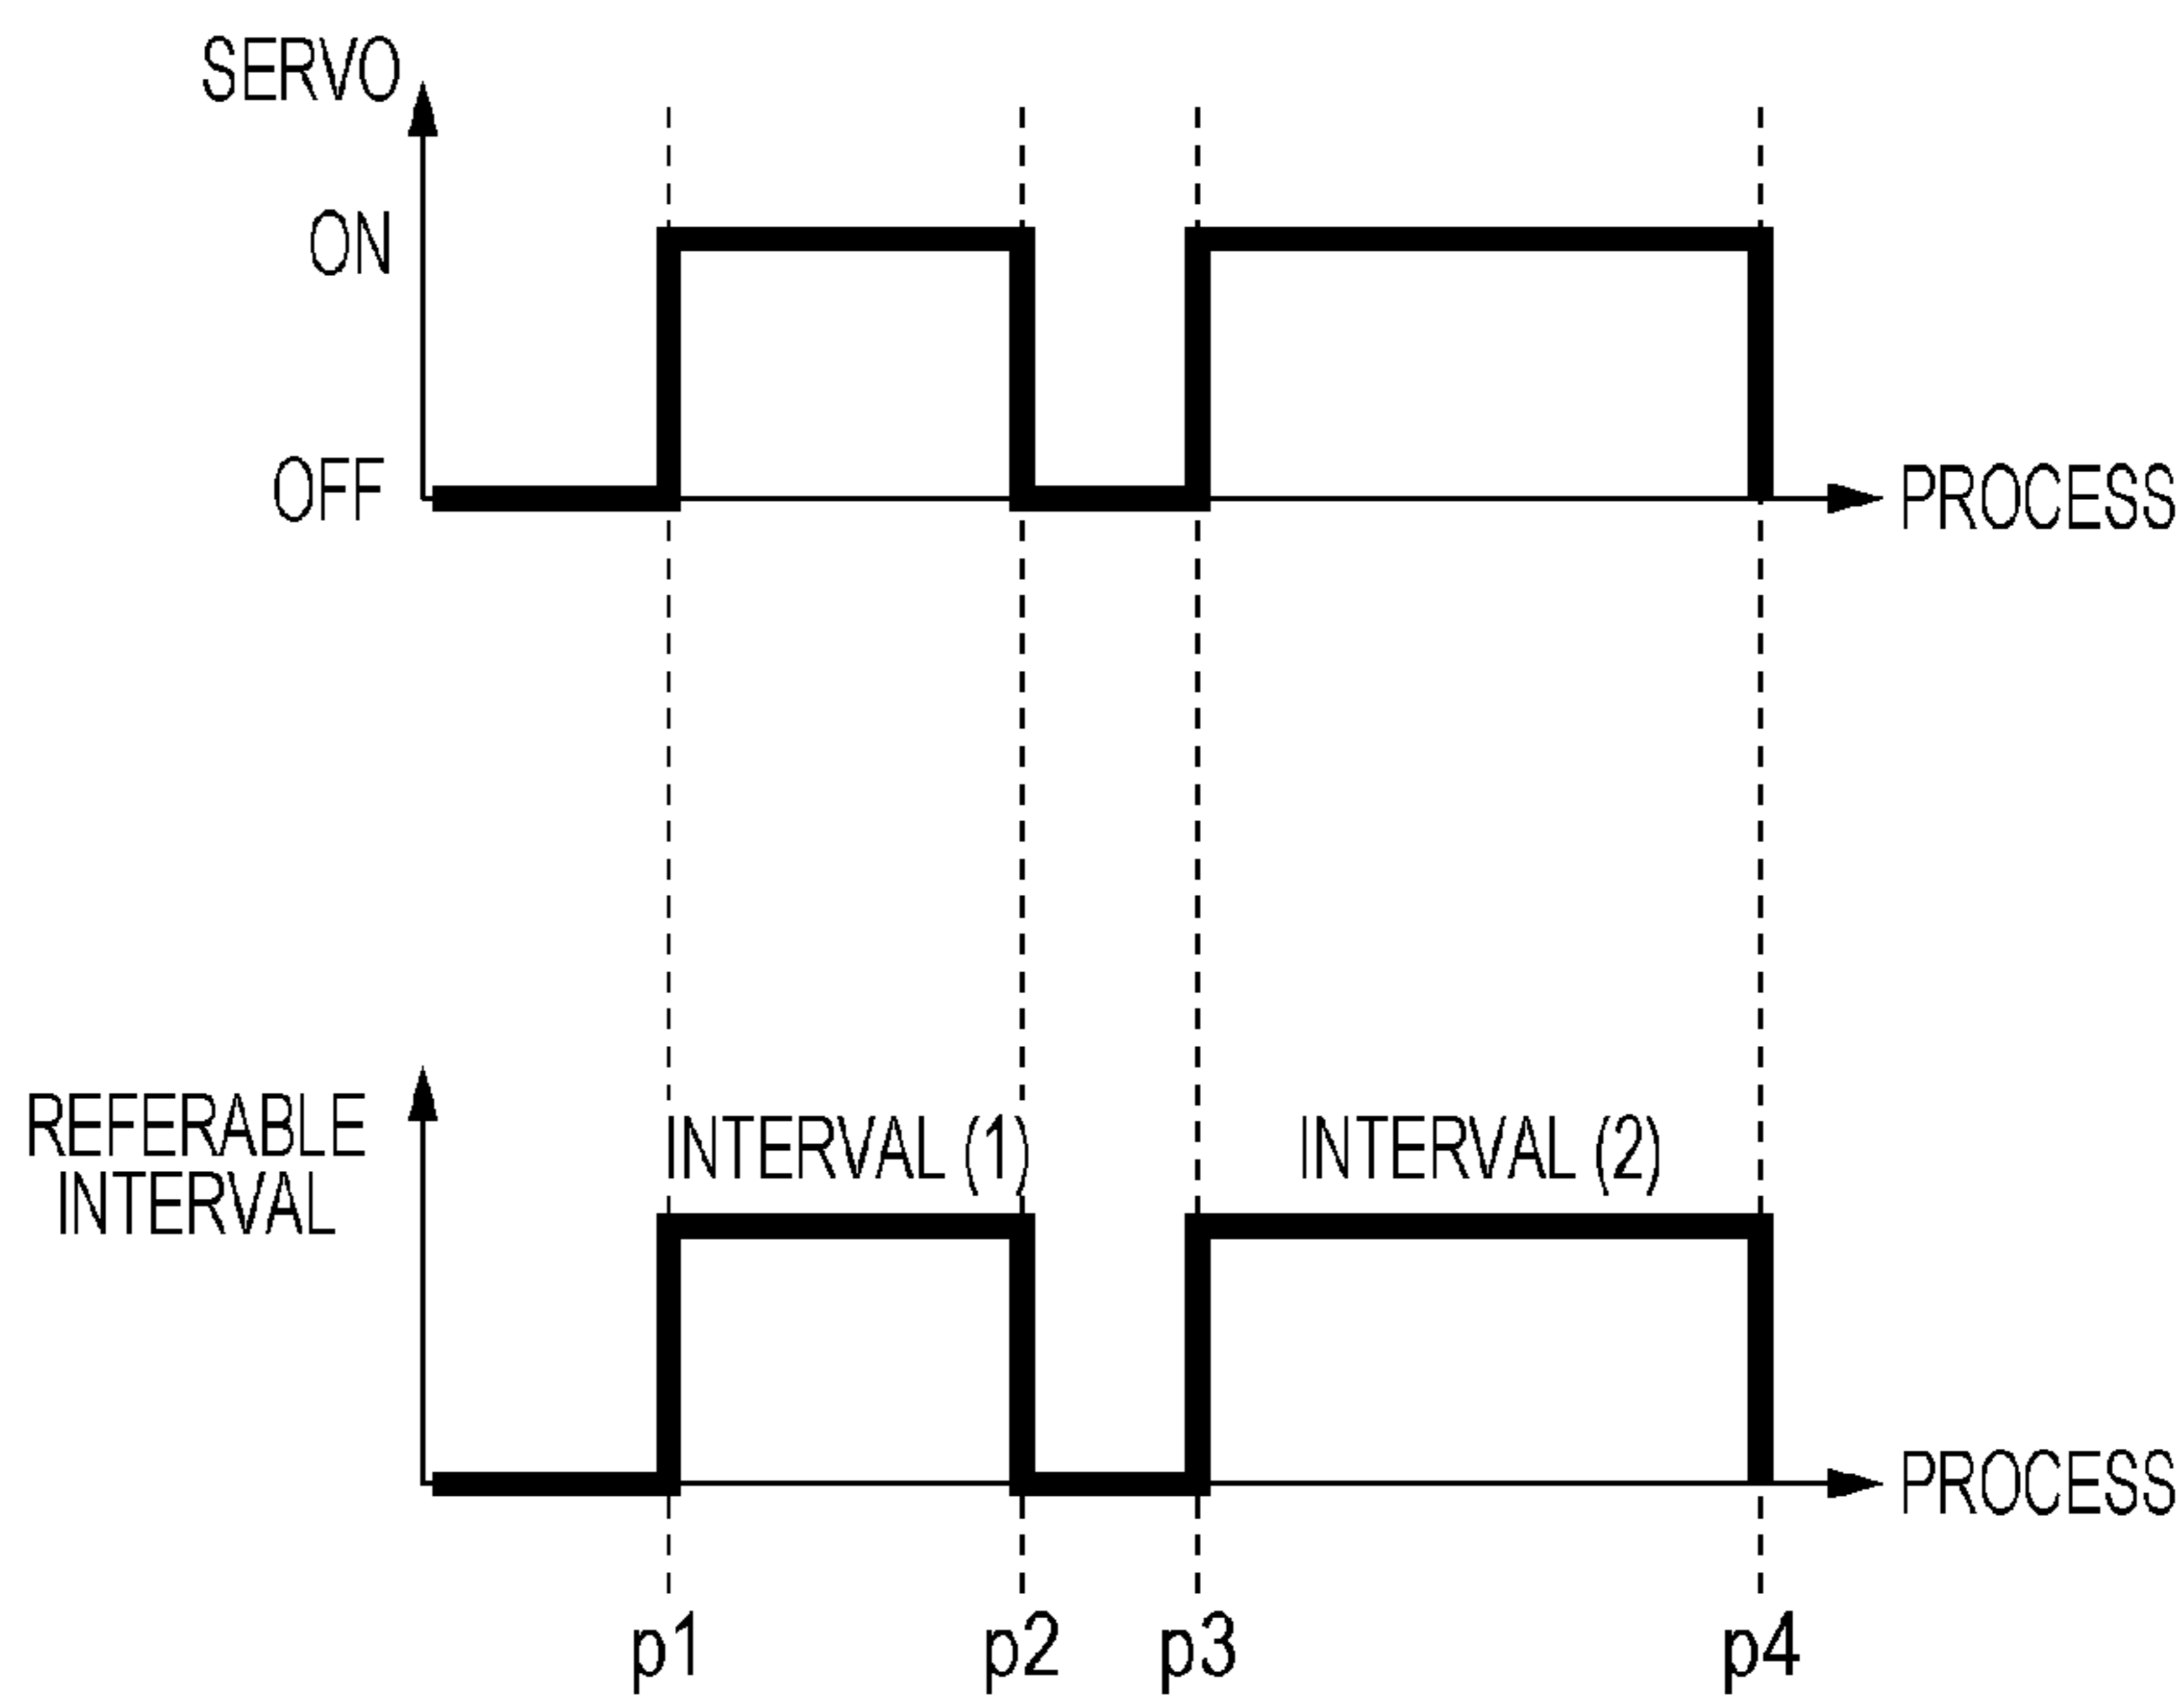 SERVO
ON
OFF
PROCESS
REFERABLE
INTERVAL
INTERVAL (1)
INTERVAL (2)
PROCESS
p1
p2
p3
p4